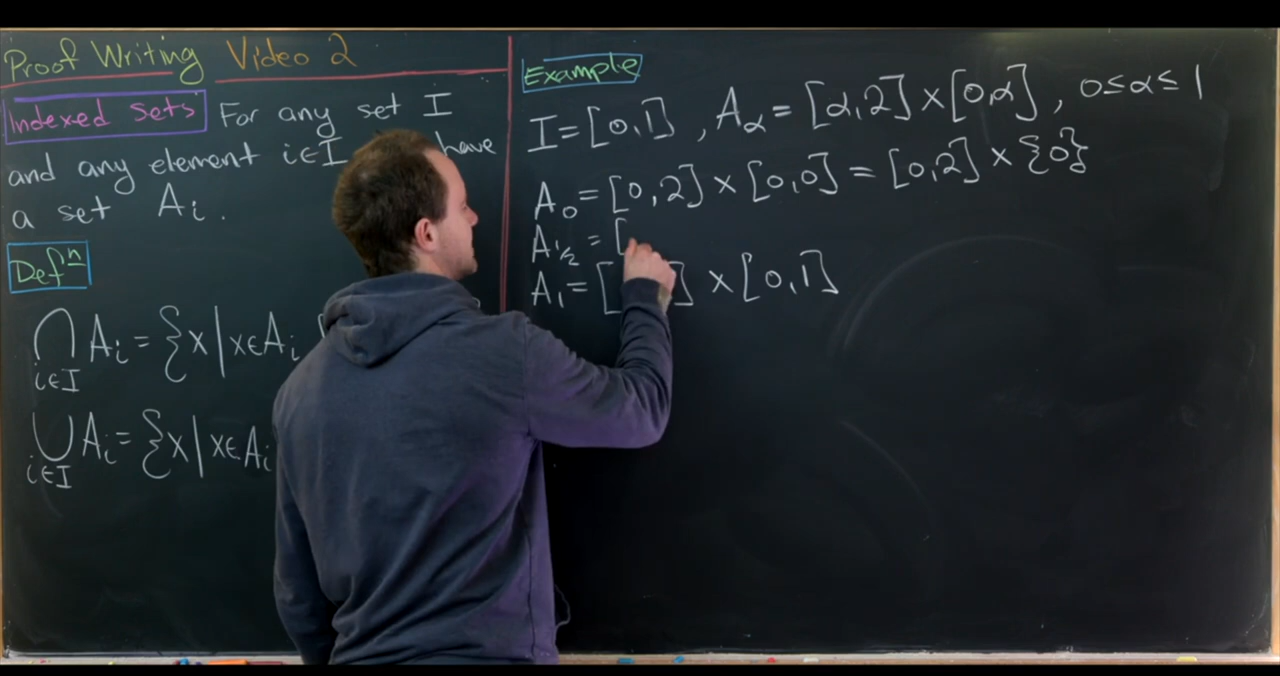 Proof Writing Video 2
Indexed Sets For any set I
and any element i∈I have
a set Aᵢ.
Defⁿ
⋂ Aᵢ = {x | x∈Aᵢ
i∈I
⋃ Aᵢ = {x | x∈Aᵢ
i∈I
Example
I = [0,1], A_α = [α,2] × [0,α], 0≤α≤1
A₀ = [0,2] × [0,0] = [0,2] × {0}
A_½ = [
A₁ = [ ] × [0,1]